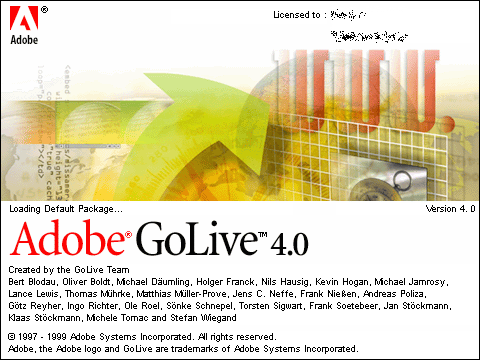 Adobe®
Licensed to :
Loading Default Package...
Version 4. 0
Adobe® GoLive™ 4.0
Created by the GoLive Team
Bert Blodau, Oliver Boldt, Michael Däumling, Holger Franck, Nils Hausig, Kevin Hogan, Michael Jamrosy,
Lance Lewis, Thomas Mührke, Matthias Müller-Prove, Jens C. Neffe, Frank Nießen, Andreas Poliza,
Götz Reyher, Ingo Richter, Ole Roel, Sönke Schnepel, Torsten Sigwart, Frank Soetebeer, Jan Stöckmann,
Klaas Stöckmann, Michele Tomac and Stefan Wiegand
© 1997 - 1999 Adobe Systems Incorporated. All rights reserved.
Adobe, the Adobe logo and GoLive are trademarks of Adobe Systems Incorporated.